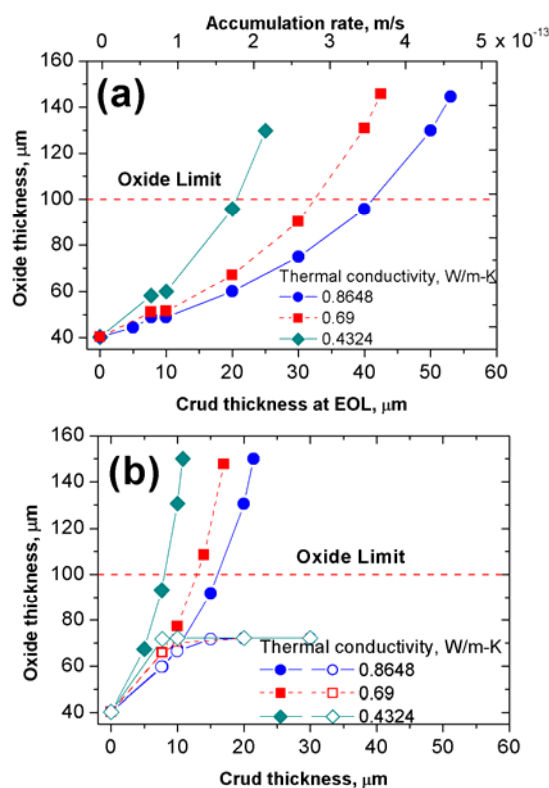 Accumulation rate, m/s
0 1 2 3 4 5 x 10⁻¹³
(a)
160
140
120
100
80
60
40
Oxide thickness, μm
Oxide Limit
Thermal conductivity, W/m-K
0.8648
0.69
0.4324
0 10 20 30 40 50 60
Crud thickness at EOL, μm
(b)
160
140
120
100
80
60
40
Oxide thickness, μm
Oxide Limit
Thermal conductivity, W/m-K
0.8648
0.69
0.4324
0 10 20 30 40 50 60
Crud thickness, μm